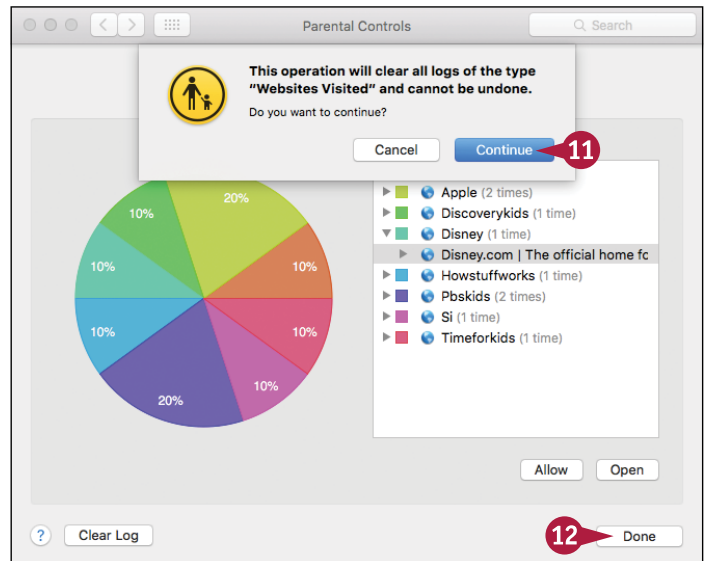 Parental Controls
Search
This operation will clear all logs of the type
“Websites Visited” and cannot be undone.
Do you want to continue?
Cancel
Continue
11
20%
10%
10%
10%
10%
10%
20%
10%
Apple (2 times)
Discoverykids (1 time)
Disney (1 time)
Disney.com | The official home fo
Howstuffworks (1 time)
Pbskids (2 times)
Si (1 time)
Timeforkids (1 time)
Allow
Open
?
Clear Log
12
Done